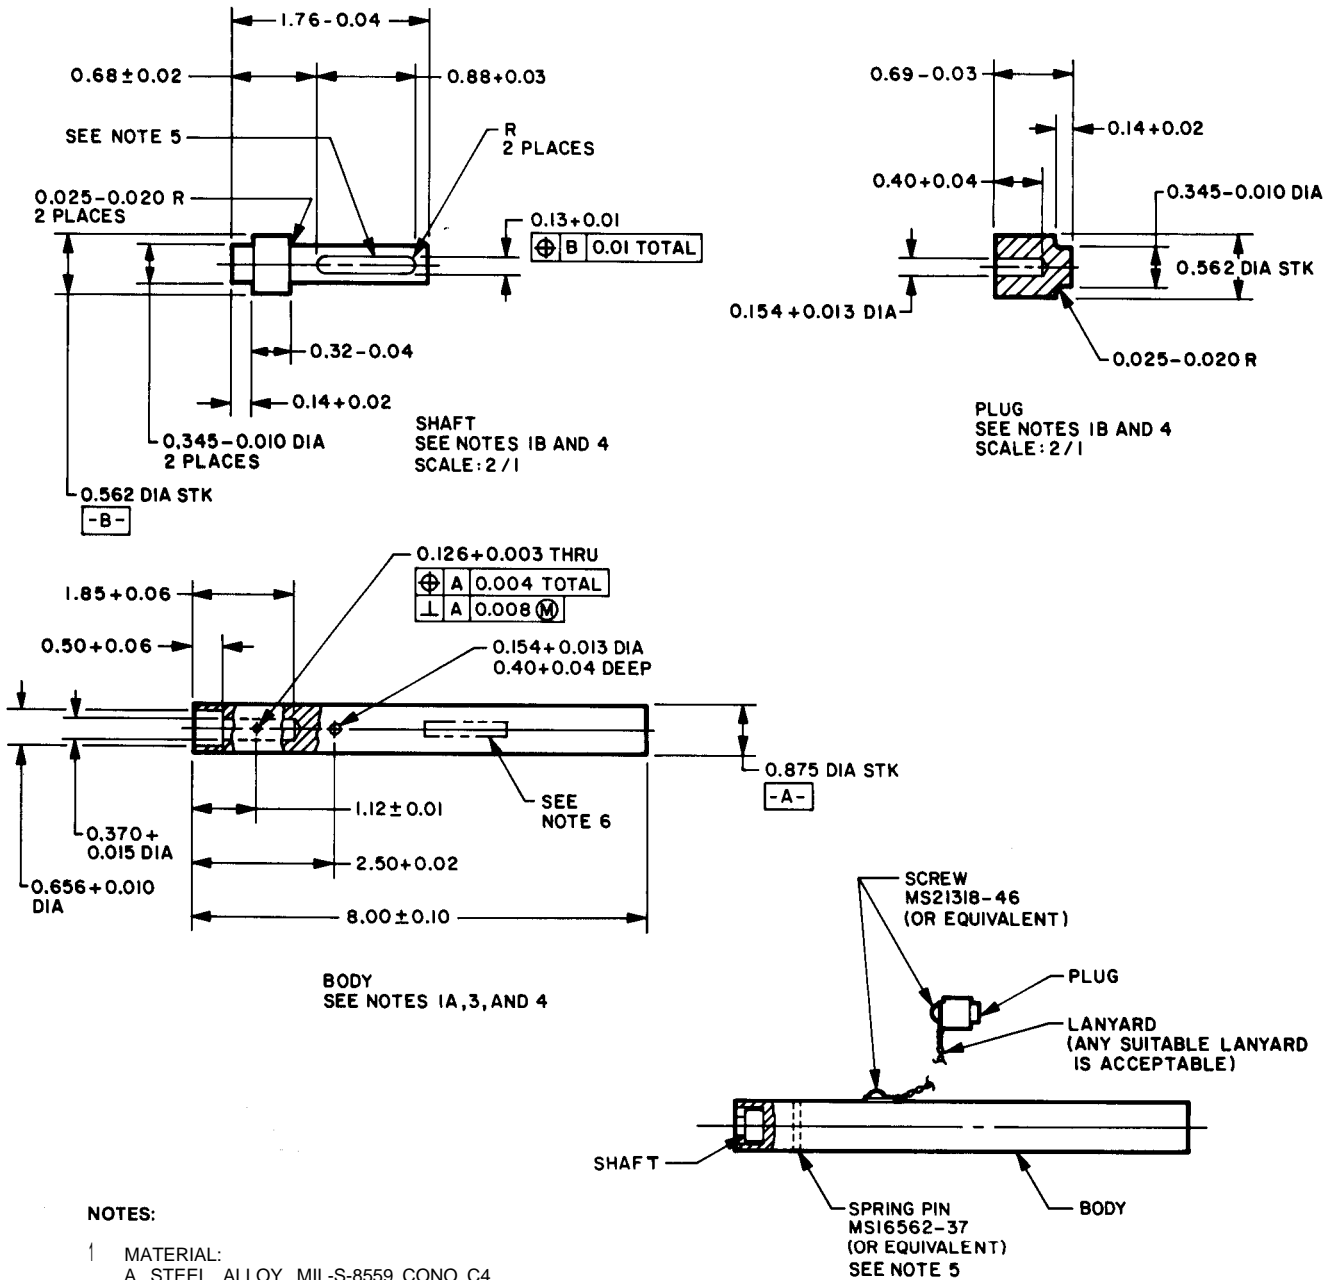 1.76-0.04
0.68±0.02
0.88+0.03
SEE NOTE 5
R
2 PLACES
0.025-0.020 R
2 PLACES
0.13+0.01
⌖ B 0.01 TOTAL
0.32-0.04
0.14+0.02
0.345-0.010 DIA
2 PLACES
0.562 DIA STK
-B-
SHAFT
SEE NOTES 1B AND 4
SCALE: 2/1
0.69-0.03
0.14+0.02
0.40+0.04
0.345-0.010 DIA
0.562 DIA STK
0.154+0.013 DIA
0.025-0.020 R
PLUG
SEE NOTES 1B AND 4
SCALE: 2/1
0.126+0.003 THRU
⌖ A 0.004 TOTAL
⊥ A 0.008 Ⓜ
1.85+0.06
0.50+0.06
0.154+0.013 DIA
0.40+0.04 DEEP
0.875 DIA STK
-A-
1.12±0.01
SEE
NOTE 6
0.370+
0.015 DIA
2.50+0.02
0.656+0.010
DIA
8.00±0.10
BODY
SEE NOTES 1A, 3, AND 4
SCREW
MS21318-46
(OR EQUIVALENT)
PLUG
LANYARD
(ANY SUITABLE LANYARD
IS ACCEPTABLE)
SHAFT
BODY
SPRING PIN
MS16562-37
(OR EQUIVALENT)
SEE NOTE 5
NOTES:
1 MATERIAL:
A STEEL, ALLOY, MIL-S-8559, CONO C4